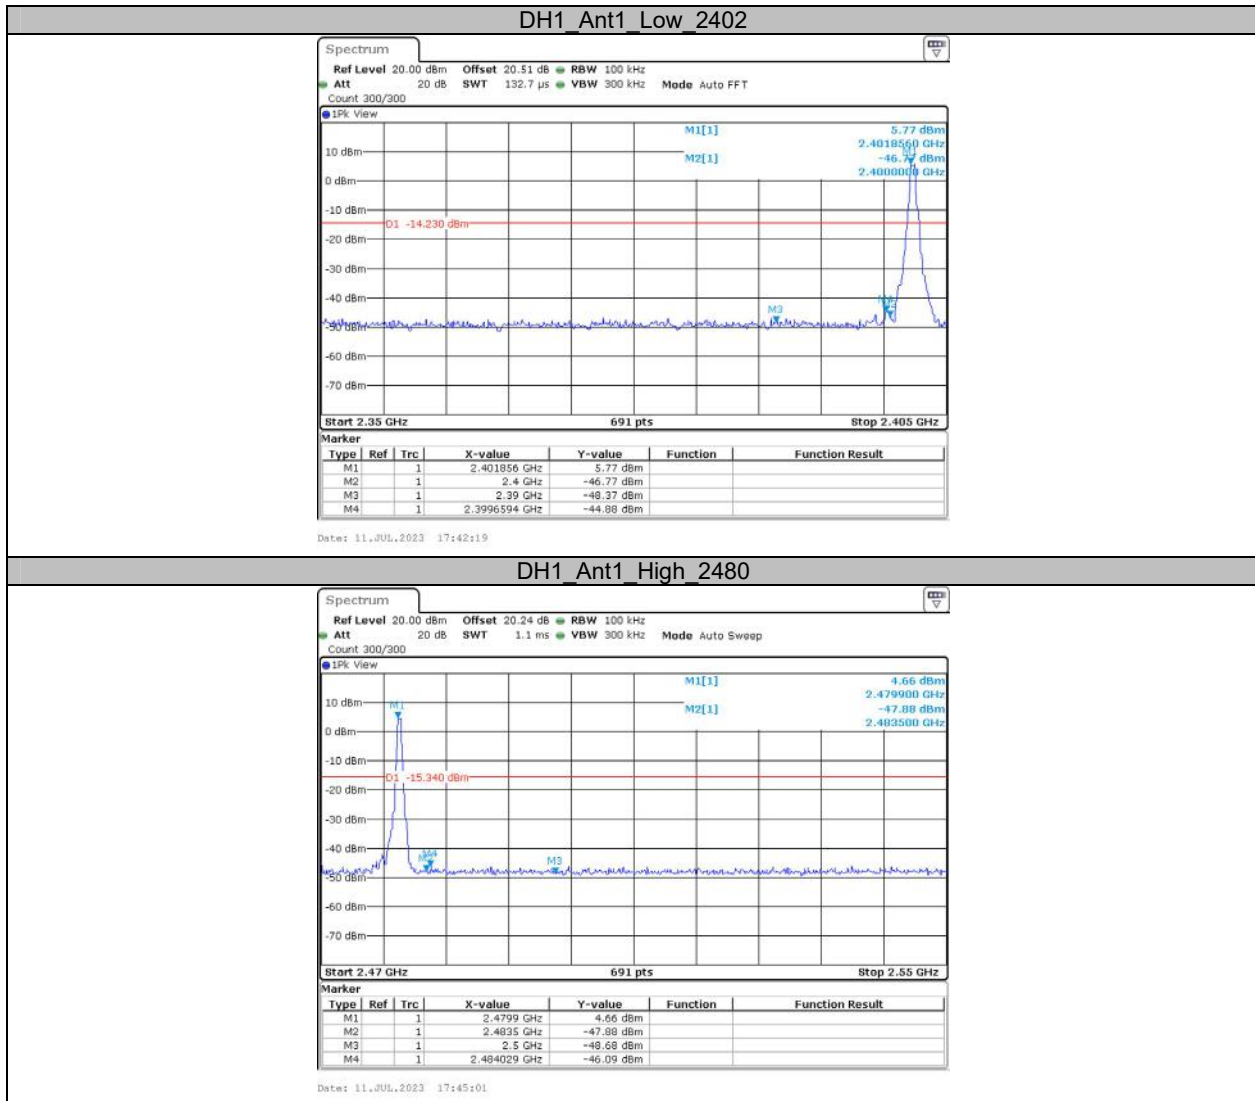 DH1_Ant1_Low_2402
Spectrum
Ref Level 20.00 dBm Offset 20.51 dB RBW 100 kHz
Att 20 dB SWT 132.7 µs VBW 300 kHz Mode Auto FFT
Count 300/300
1Pk View
M1[1] 5.77 dBm
2.4018560 GHz
M2[1] -46.77 dBm
2.4000000 GHz
M1
10 dBm
0 dBm
-10 dBm
D1 -14.230 dBm
-20 dBm
-30 dBm
-40 dBm
M3
-50 dBm
-60 dBm
-70 dBm
Start 2.35 GHz 691 pts Stop 2.405 GHz
Marker
Type Ref Trc X-value Y-value Function Function Result
M1 1 2.401856 GHz 5.77 dBm
M2 1 2.4 GHz -46.77 dBm
M3 1 2.39 GHz -48.37 dBm
M4 1 2.3996594 GHz -44.88 dBm
Date: 11.JUL.2023 17:42:19
DH1_Ant1_High_2480
Spectrum
Ref Level 20.00 dBm Offset 20.24 dB RBW 100 kHz
Att 20 dB SWT 1.1 ms VBW 300 kHz Mode Auto Sweep
Count 300/300
1Pk View
M1[1] 4.66 dBm
2.479900 GHz
M2[1] -47.88 dBm
2.483500 GHz
10 dBm
M1
0 dBm
-10 dBm
D1 -15.340 dBm
-20 dBm
-30 dBm
-40 dBm
M4
M3
-50 dBm
-60 dBm
-70 dBm
Start 2.47 GHz 691 pts Stop 2.55 GHz
Marker
Type Ref Trc X-value Y-value Function Function Result
M1 1 2.4799 GHz 4.66 dBm
M2 1 2.4835 GHz -47.88 dBm
M3 1 2.5 GHz -48.68 dBm
M4 1 2.484029 GHz -46.09 dBm
Date: 11.JUL.2023 17:45:01